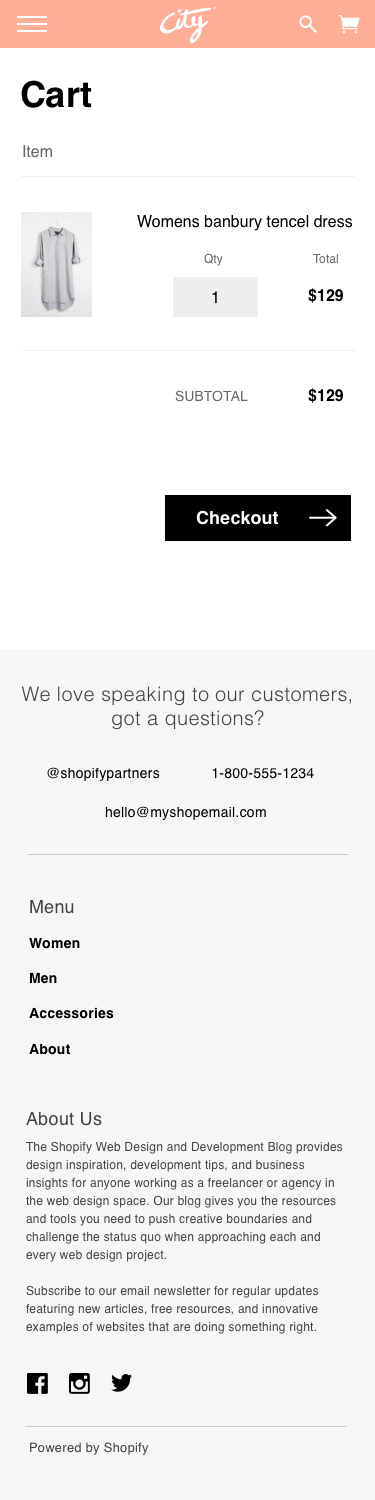 City
Cart
Item
Womens banbury tencel dress
Qty
Total
1
$129
SUBTOTAL
$129
Checkout
We love speaking to our customers,
got a questions?
@shopifypartners
1-800-555-1234
hello@myshopemail.com
Menu
Women
Men
Accessories
About
About Us
The Shopify Web Design and Development Blog provides
design inspiration, development tips, and business
insights for anyone working as a freelancer or agency in
the web design space. Our blog gives you the resources
and tools you need to push creative boundaries and
challenge the status quo when approaching each and
every web design project.
Subscribe to our email newsletter for regular updates
featuring new articles, free resources, and innovative
examples of websites that are doing something right.
Powered by Shopify